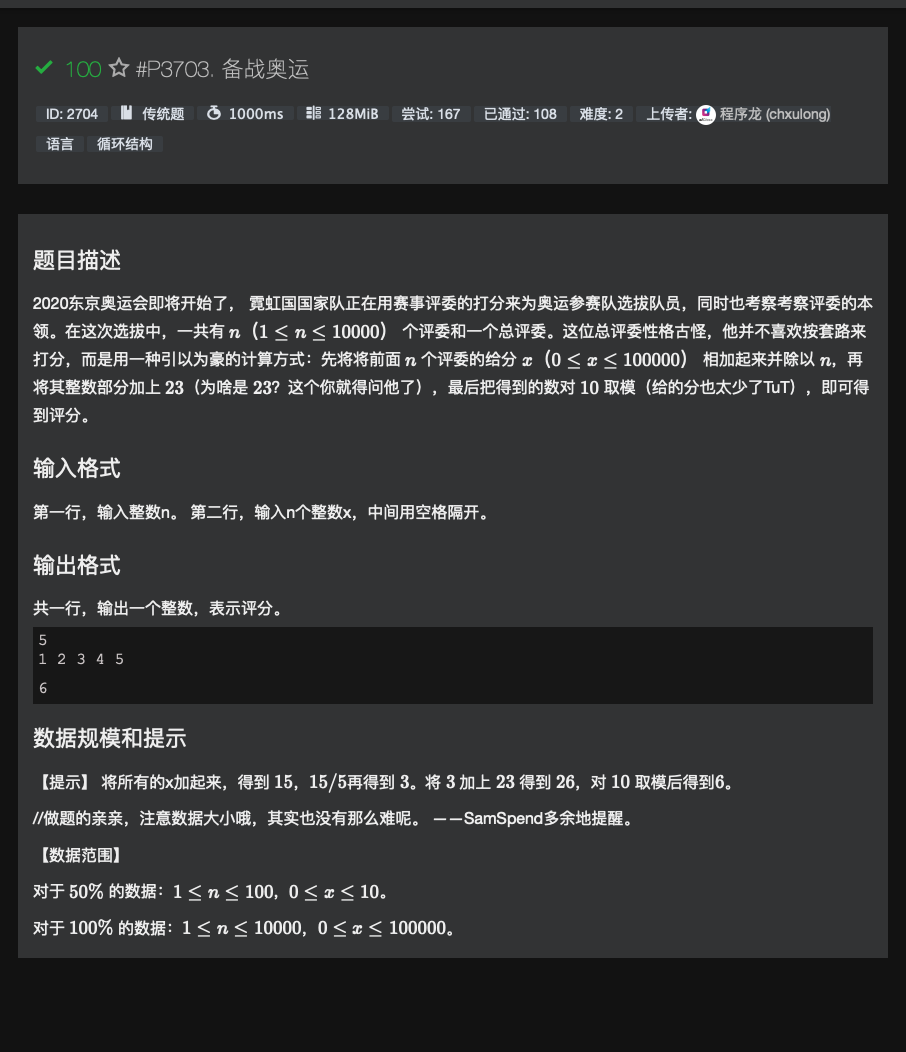 100 #P3703. 备战奥运
ID: 2704 传统题 1000ms 128MiB 尝试: 167 已通过: 108 难度: 2 上传者: 程序龙 (chxulong)
语言 循环结构
题目描述
2020东京奥运会即将开始了， 霓虹国国家队正在用赛事评委的打分来为奥运参赛队选拔队员，同时也考察考察评委的本
领。在这次选拔中，一共有 n（1 ≤ n ≤ 10000） 个评委和一个总评委。这位总评委性格古怪，他并不喜欢按套路来
打分，而是用一种引以为豪的计算方式：先将将前面 n 个评委的给分 x（0 ≤ x ≤ 100000） 相加起来并除以 n，再
将其整数部分加上 23（为啥是 23？这个你就得问他了），最后把得到的数对 10 取模（给的分也太少了TuT），即可得
到评分。
输入格式
第一行，输入整数n。 第二行，输入n个整数x，中间用空格隔开。
输出格式
共一行，输出一个整数，表示评分。
5
1 2 3 4 5
6
数据规模和提示
【提示】 将所有的x加起来，得到 15，15/5再得到 3。将 3 加上 23 得到 26，对 10 取模后得到6。
//做题的亲亲，注意数据大小哦，其实也没有那么难呢。 ——SamSpend多余地提醒。
【数据范围】
对于 50% 的数据：1 ≤ n ≤ 100，0 ≤ x ≤ 10。
对于 100% 的数据：1 ≤ n ≤ 10000，0 ≤ x ≤ 100000。